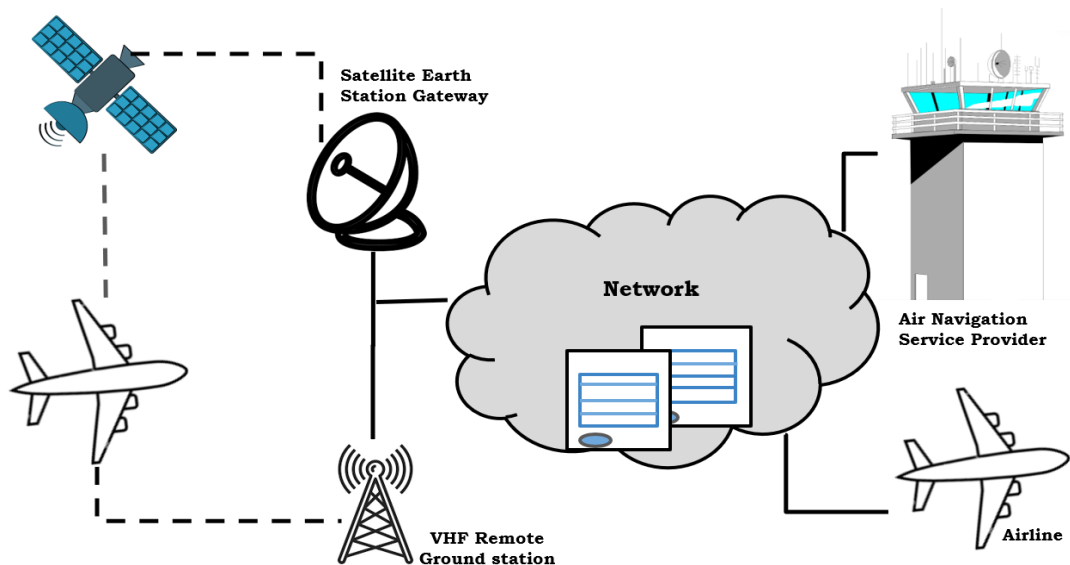 Satellite Earth
Station Gateway
Network
Air Navigation
Service Provider
VHF Remote
Ground station
Airline